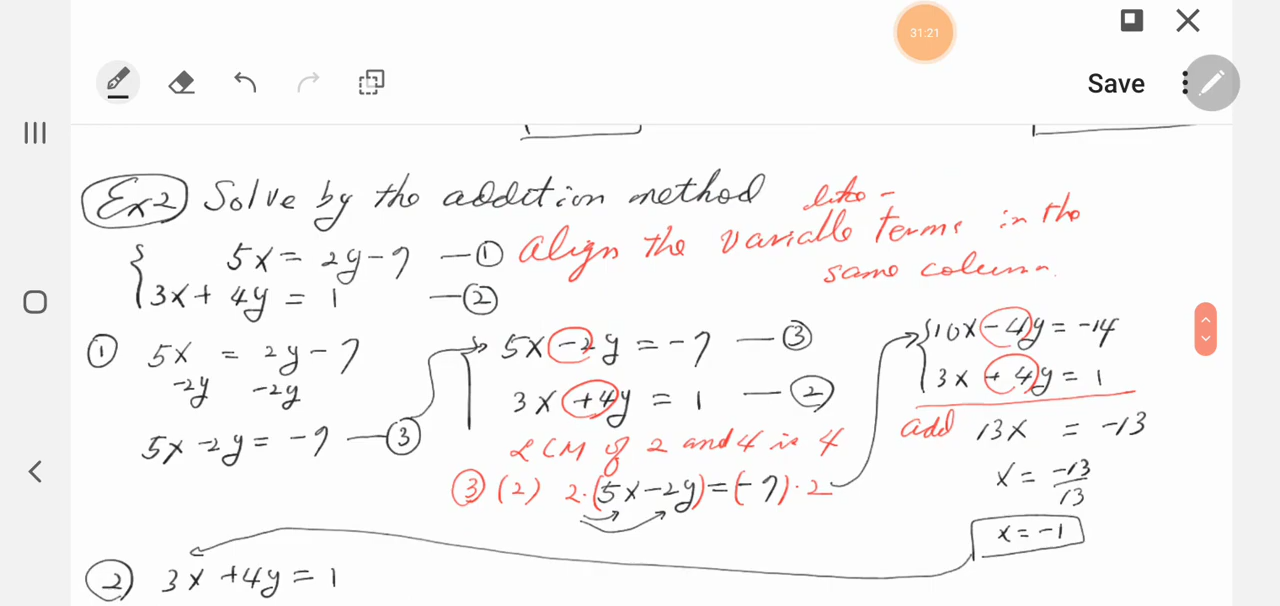 31:21
Save
Ex2 Solve by the addition method
like-
align the variable terms in the same column.
5x = 2y - 7 — ①
3x + 4y = 1 — ②
① 5x = 2y - 7
-2y -2y
5x - 2y = -7 — ③
5x - 2y = -7 — ③
3x + 4y = 1 — ②
LCM of 2 and 4 is 4
③ (2) 2·(5x - 2y) = (-7)·2
10x - 4y = -14
3x + 4y = 1
add 13x = -13
x = -13/13
x = -1
② 3x + 4y = 1